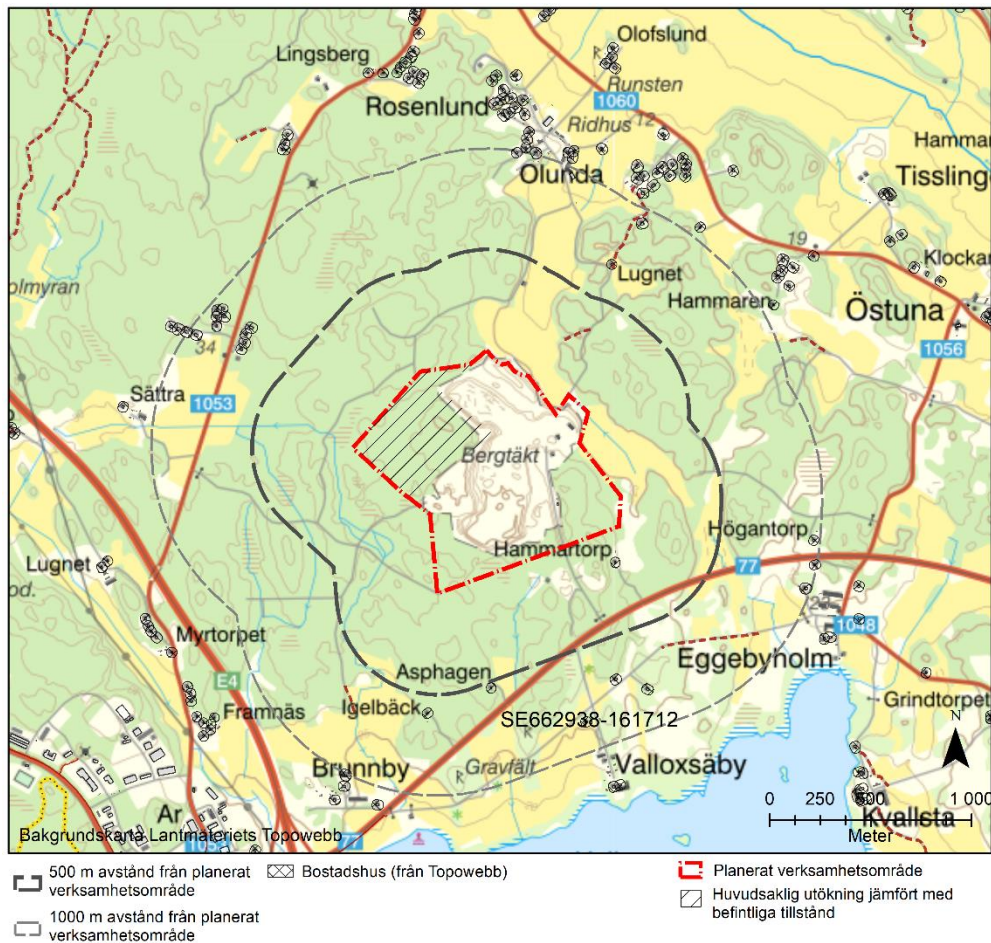 Olofslund
Lingsberg
Runsten
Rosenlund
1060
Ridhus
12
Hammar
Olunda
Tissling
19
Klockar
Lugnet
Hammaren
olmyran
Östuna
34
1056
Sättra
1053
Bergtäkt
Högantorp
Hammartorp
Lugnet
77
od.
1048
Myrtorpet
Eggebyholm
Asphagen
E4
Grindtorpet
Igelbäck
Framnäs
SE662938-161712
N
Brunnby
Gravfält
Valloxsäby
0 250 500 1 000
Ar
Kvallsta
Bakgrundskarta Lantmäteriets Topowebb
77
Meter
500 m avstånd från planerat
verksamhetsområde
Bostadshus (från Topowebb)
Planerat verksamhetsområde
Huvudsaklig utökning jämfört med
befintliga tillstånd
1000 m avstånd från planerat
verksamhetsområde